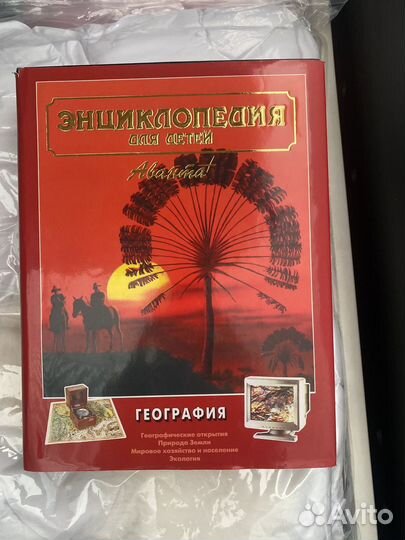 ЭНЦИКЛОПЕДИЯ
ДЛЯ ДЕТЕЙ
Аванта+
ГЕОГРАФИЯ
Географические открытия
Природа Земли
Мировое хозяйство и население
Экология
Avito